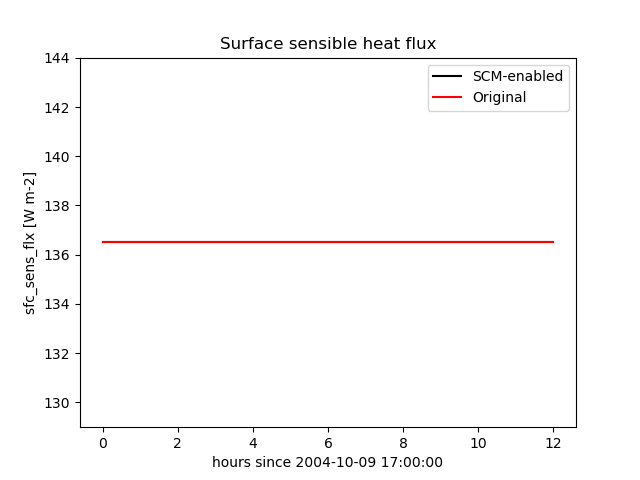 Surface sensible heat flux
SCM-enabled
Original
sfc_sens_flx [W m-2]
144
142
140
138
136
134
132
130
0 2 4 6 8 10 12
hours since 2004-10-09 17:00:00